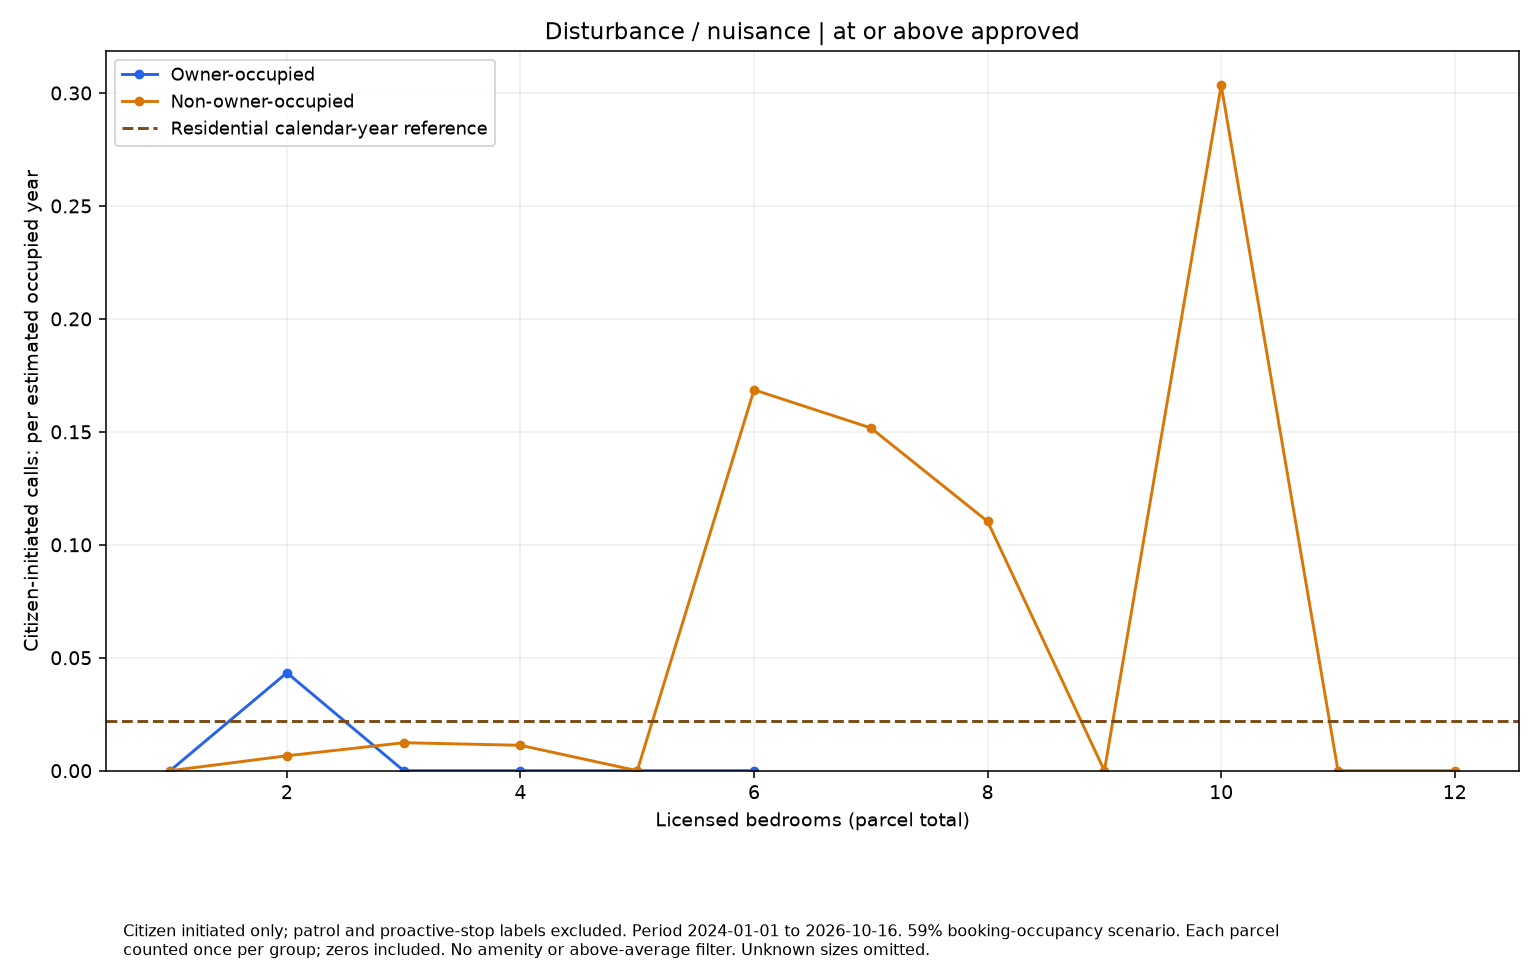 Disturbance / nuisance | at or above approved
Owner-occupied
Non-owner-occupied
Residential calendar-year reference
Citizen-initiated calls: per estimated occupied year
0.30
0.25
0.20
0.15
0.10
0.05
0.00
2 4 6 8 10 12
Licensed bedrooms (parcel total)
Citizen initiated only; patrol and proactive-stop labels excluded. Period 2024-01-01 to 2026-10-16. 59% booking-occupancy scenario. Each parcel
counted once per group; zeros included. No amenity or above-average filter. Unknown sizes omitted.